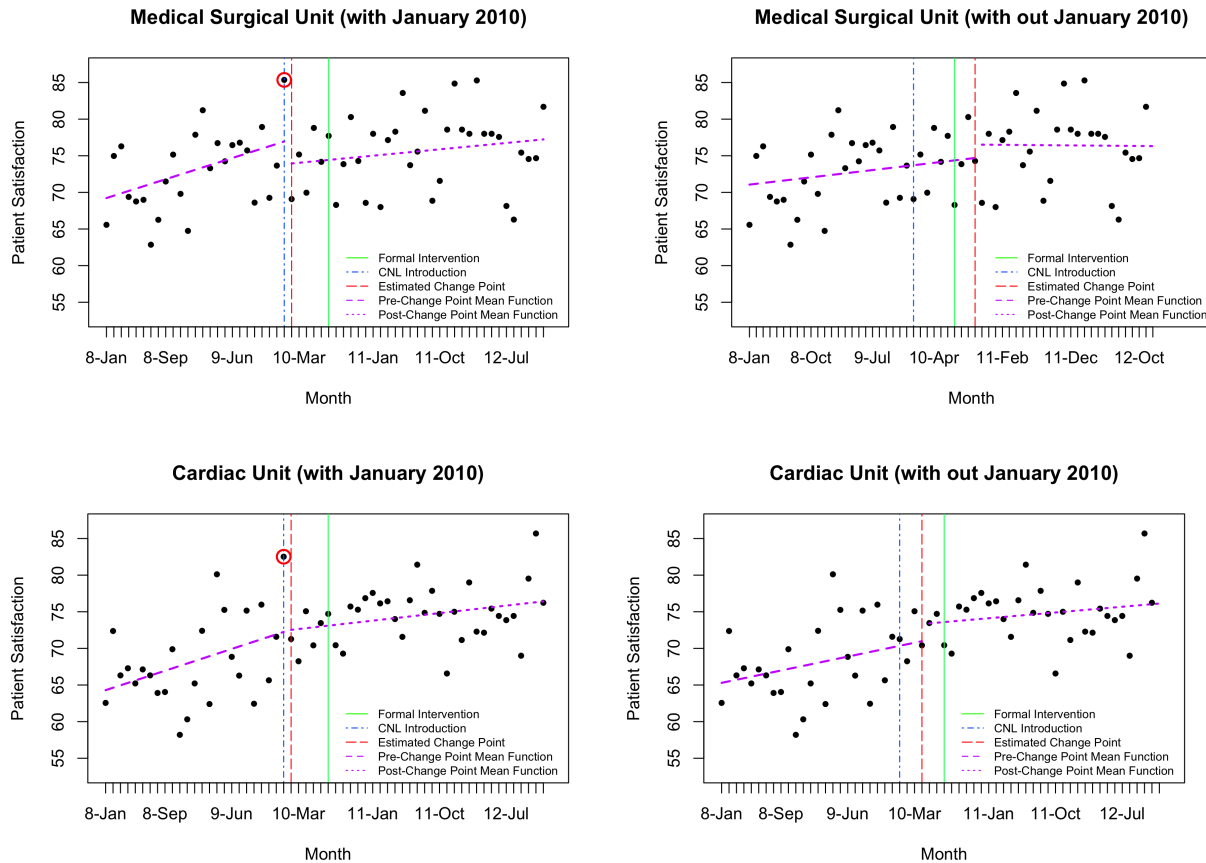 Medical Surgical Unit (with January 2010)
Patient Satisfaction
85
80
75
70
65
60
55
Formal Intervention
CNL Introduction
Estimated Change Point
Pre-Change Point Mean Function
Post-Change Point Mean Function
8-Jan 8-Sep 9-Jun 10-Mar 11-Jan 11-Oct 12-Jul
Month
Medical Surgical Unit (with out January 2010)
Patient Satisfaction
85
80
75
70
65
60
55
Formal Intervention
CNL Introduction
Estimated Change Point
Pre-Change Point Mean Function
Post-Change Point Mean Function
8-Jan 8-Oct 9-Jul 10-Apr 11-Feb 11-Dec 12-Oct
Month
Cardiac Unit (with January 2010)
Patient Satisfaction
85
80
75
70
65
60
55
Formal Intervention
CNL Introduction
Estimated Change Point
Pre-Change Point Mean Function
Post-Change Point Mean Function
8-Jan 8-Sep 9-Jun 10-Mar 11-Jan 11-Oct 12-Jul
Month
Cardiac Unit (with out January 2010)
Patient Satisfaction
85
80
75
70
65
60
55
Formal Intervention
CNL Introduction
Estimated Change Point
Pre-Change Point Mean Function
Post-Change Point Mean Function
8-Jan 8-Sep 9-Jun 10-Mar 11-Jan 11-Oct 12-Jul
Month